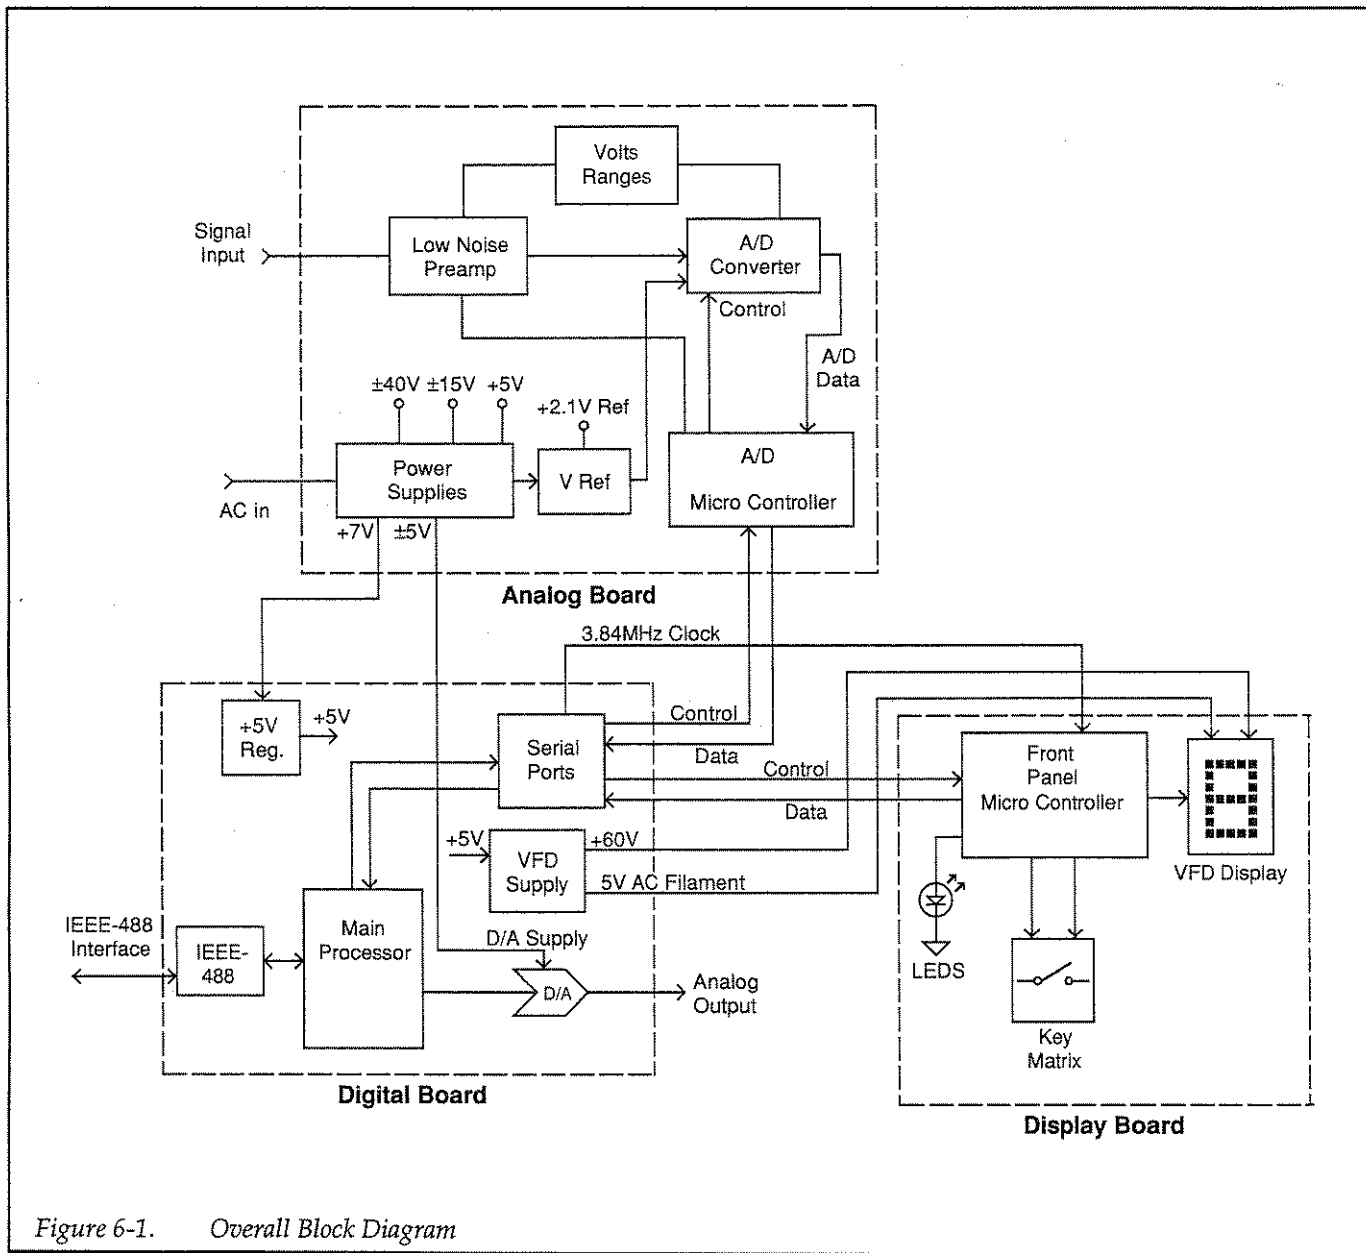 Volts
Ranges
Signal
Input
Low Noise
Preamp
A/D
Converter
Control
A/D
Data
±40V ±15V +5V
+2.1V Ref
Power
Supplies
V Ref
A/D
Micro Controller
AC in
+7V ±5V
Analog Board
3.84MHz Clock
+5V
Reg.
+5V
Serial
Ports
Control
Data
Control
Data
Front
Panel
Micro Controller
VFD Display
+5V
VFD
Supply
+60V
5V AC Filament
LEDS
Key
Matrix
IEEE-488
Interface
IEEE-
488
Main
Processor
D/A Supply
D/A
Analog
Output
Digital Board
Display Board
Figure 6-1. Overall Block Diagram